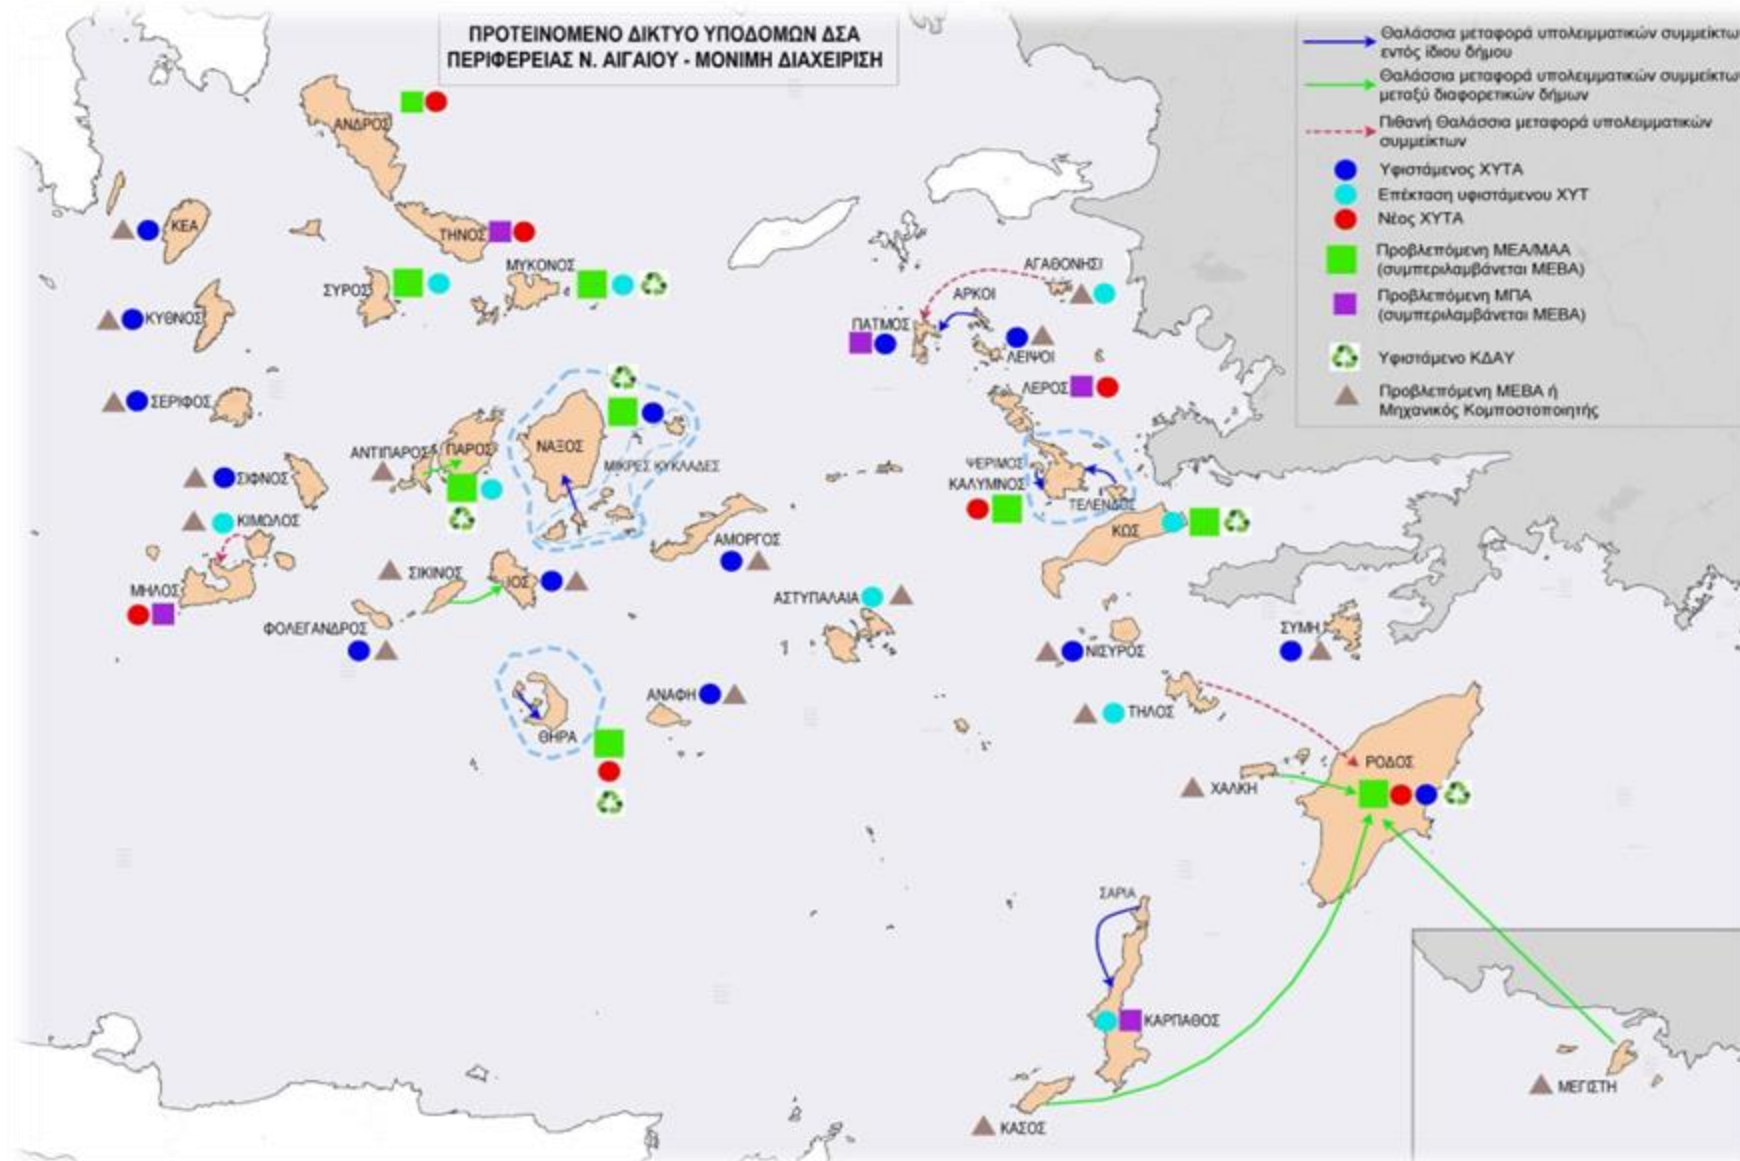 ΠΡΟΤΕΙΝΟΜΕΝΟ ΔΙΚΤΥΟ ΥΠΟΔΟΜΩΝ ΔΣΑ
ΠΕΡΙΦΕΡΕΙΑΣ Ν. ΑΙΓΑΙΟΥ - ΜΟΝΙΜΗ ΔΙΑΧΕΙΡΙΣΗ
Θαλάσσια μεταφορά υπολειμματικών συμμείκτω
εντός ίδιου δήμου
Θαλάσσια μεταφορά υπολειμματικών συμμείκτω
μεταξύ διαφορετικών δήμων
Πιθανή Θαλάσσια μεταφορά υπολειμματικών
συμμείκτων
Υφιστάμενος ΧΥΤΑ
Επέκταση υφιστάμενου ΧΥΤ
Νέος ΧΥΤΑ
Προβλεπόμενη ΜΕΑ/ΜΑΑ
(συμπεριλαμβάνεται ΜΕΒΑ)
Προβλεπόμενη ΜΠΑ
(συμπεριλαμβάνεται ΜΕΒΑ)
Υφιστάμενο ΚΔΑΥ
Προβλεπόμενη ΜΕΒΑ ή
Μηχανικός Κομποστοποιητής
ΑΝΔΡΟΣ
ΚΕΑ
ΤΗΝΟΣ
ΜΥΚΟΝΟΣ
ΣΥΡΟΣ
ΚΥΘΝΟΣ
ΑΓΑΘΟΝΗΣΙ
ΑΡΚΟΙ
ΠΑΤΜΟΣ
ΛΕΙΨΟΙ
ΛΕΡΟΣ
ΣΕΡΙΦΟΣ
ΑΝΤΙΠΑΡΟΣ
ΠΑΡΟΣ
ΝΑΞΟΣ
ΜΙΚΡΕΣ ΚΥΚΛΑΔΕΣ
ΨΕΡΙΜΟΣ
ΚΑΛΥΜΝΟΣ
ΤΕΛΕΝΔΟΣ
ΚΩΣ
ΣΙΦΝΟΣ
ΚΙΜΩΛΟΣ
ΑΜΟΡΓΟΣ
ΣΙΚΙΝΟΣ
ΙΟΣ
ΜΗΛΟΣ
ΑΣΤΥΠΑΛΑΙΑ
ΦΟΛΕΓΑΝΔΡΟΣ
ΣΥΜΗ
ΝΙΣΥΡΟΣ
ΑΝΑΦΗ
ΤΗΛΟΣ
ΘΗΡΑ
ΡΟΔΟΣ
ΧΑΛΚΗ
ΣΑΡΙΑ
ΚΑΡΠΑΘΟΣ
ΜΕΓΙΣΤΗ
ΚΑΣΟΣ